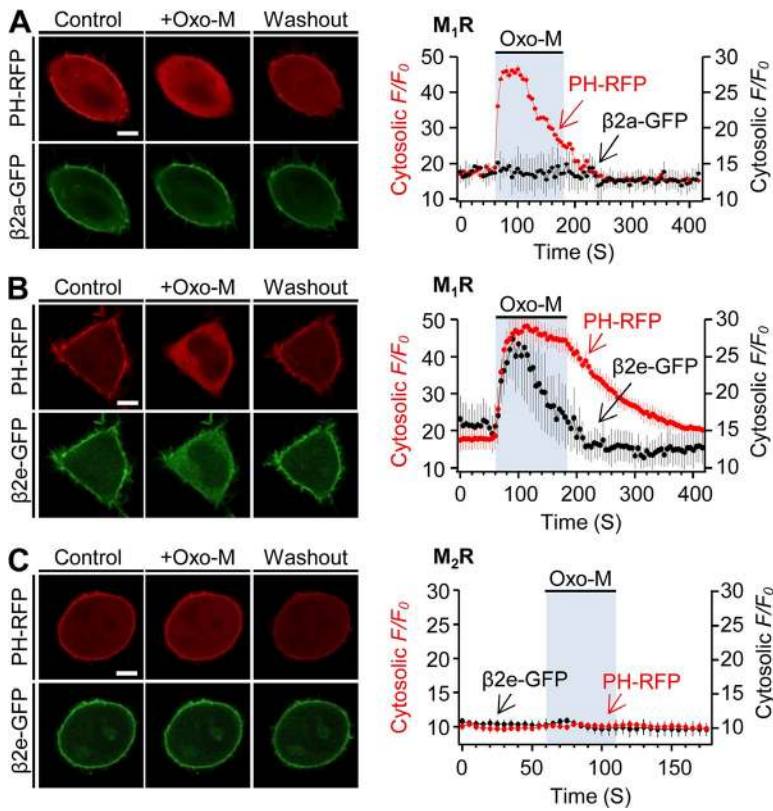 A Control +Oxo-M Washout
PH-RFP
β2a-GFP
M1R
Oxo-M
PH-RFP
β2a-GFP
Cytosolic F/F0
50
40
30
20
10
Cytosolic F/F0
30
25
20
15
10
0 100 200 300 400
Time (S)
B Control +Oxo-M Washout
PH-RFP
β2e-GFP
M1R
Oxo-M
PH-RFP
β2e-GFP
Cytosolic F/F0
50
40
30
20
10
Cytosolic F/F0
30
25
20
15
10
0 100 200 300 400
Time (S)
C Control +Oxo-M Washout
PH-RFP
β2e-GFP
M2R
Oxo-M
β2e-GFP
PH-RFP
Cytosolic F/F0
30
25
20
15
10
5
Cytosolic F/F0
30
25
20
15
10
5
0 50 100 150
Time (S)